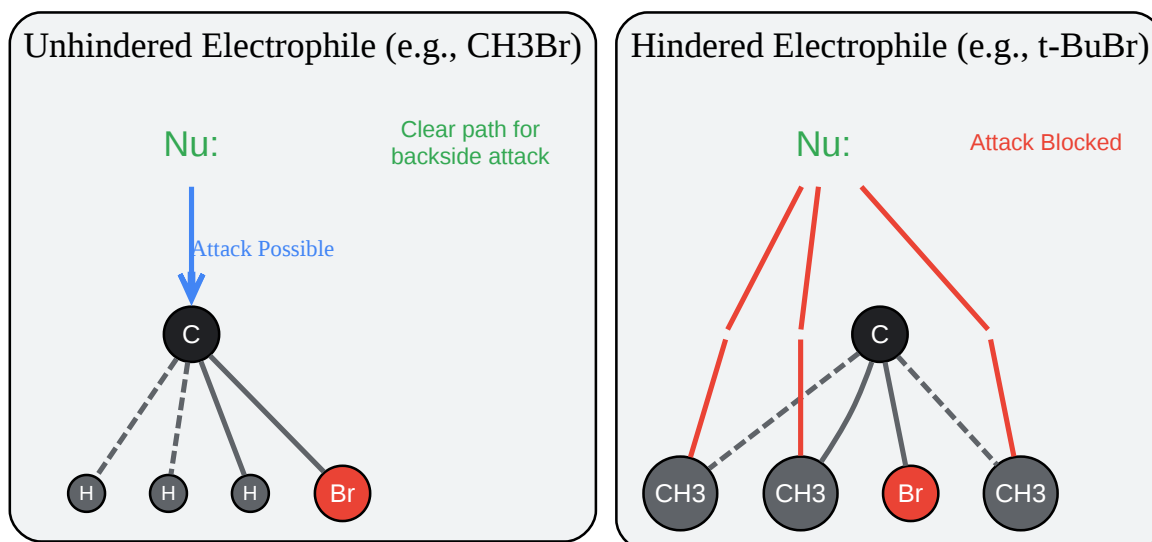 Unhindered Electrophile (e.g., CH3Br)
Nu:
Clear path for
backside attack
Attack Possible
C
H
H
H
Br
Hindered Electrophile (e.g., t-BuBr)
Nu:
Attack Blocked
C
CH3
CH3
Br
CH3